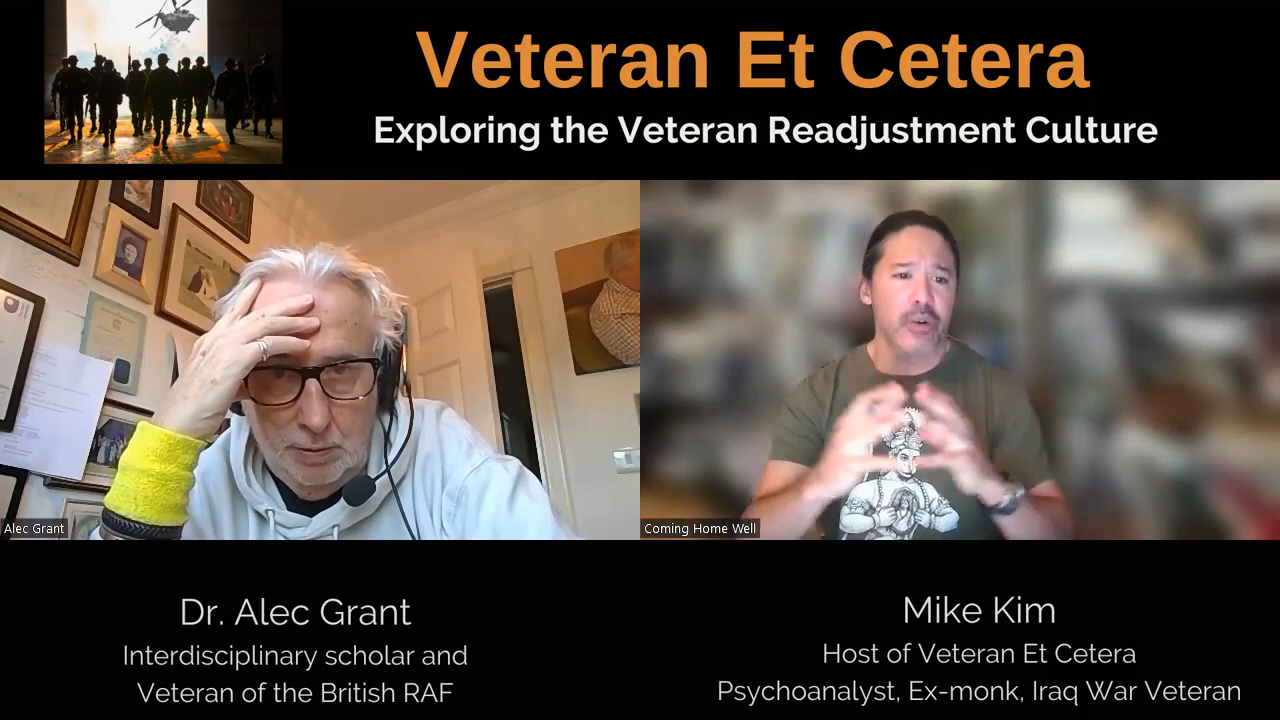 Veteran Et Cetera
Exploring the Veteran Readjustment Culture
Alec Grant
Coming Home Well
Dr. Alec Grant
Interdisciplinary scholar and
Veteran of the British RAF
Mike Kim
Host of Veteran Et Cetera
Psychoanalyst, Ex-monk, Iraq War Veteran